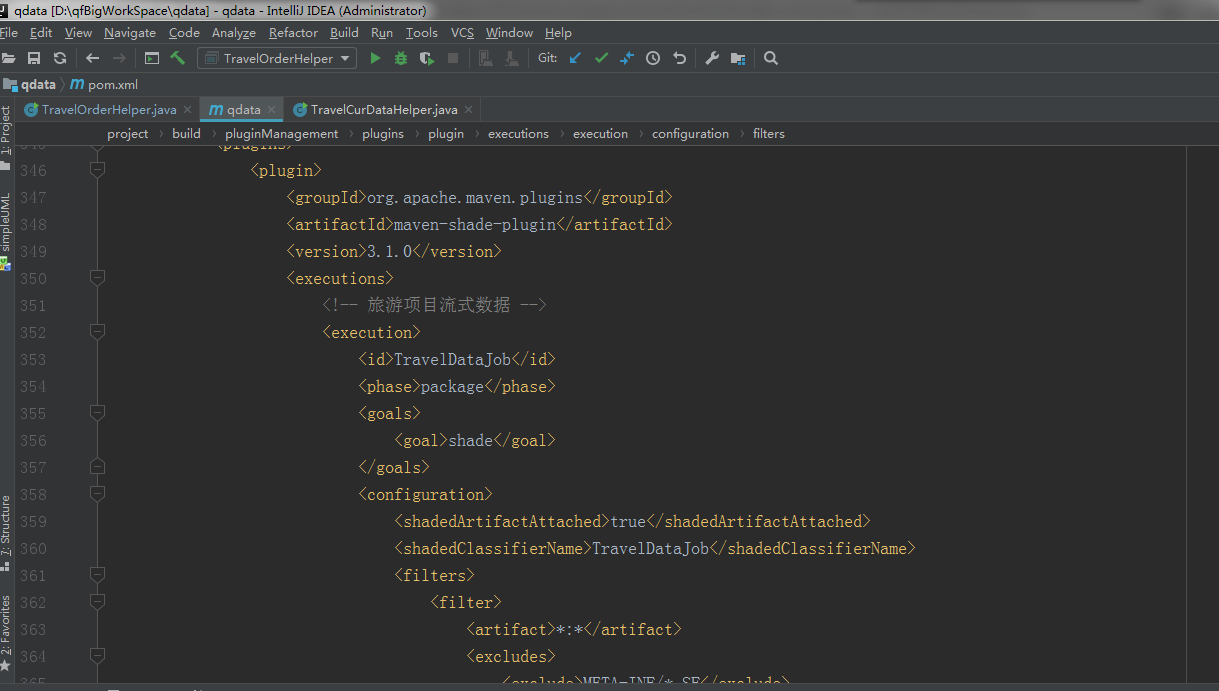 qdata [D:\qfBigWorkSpace\qdata] - qdata - IntelliJ IDEA (Administrator)
File Edit View Navigate Code Analyze Refactor Build Run Tools VCS Window Help
TravelOrderHelper Git:
qdata m pom.xml
TravelOrderHelper.java m qdata TravelCurDataHelper.java
project build pluginManagement plugins plugin executions execution configuration filters
1: Project
simpleUML
7: Structure
2: Favorites
<plugins>
346 <plugin>
347 <groupId>org.apache.maven.plugins</groupId>
348 <artifactId>maven-shade-plugin</artifactId>
349 <version>3.1.0</version>
350 <executions>
351 <!-- 旅游项目流式数据 -->
352 <execution>
353 <id>TravelDataJob</id>
354 <phase>package</phase>
355 <goals>
356 <goal>shade</goal>
357 </goals>
358 <configuration>
359 <shadedArtifactAttached>true</shadedArtifactAttached>
360 <shadedClassifierName>TravelDataJob</shadedClassifierName>
361 <filters>
362 <filter>
363 <artifact>*:*</artifact>
364 <excludes>
365 <exclude>META-INF/*.SF</exclude>